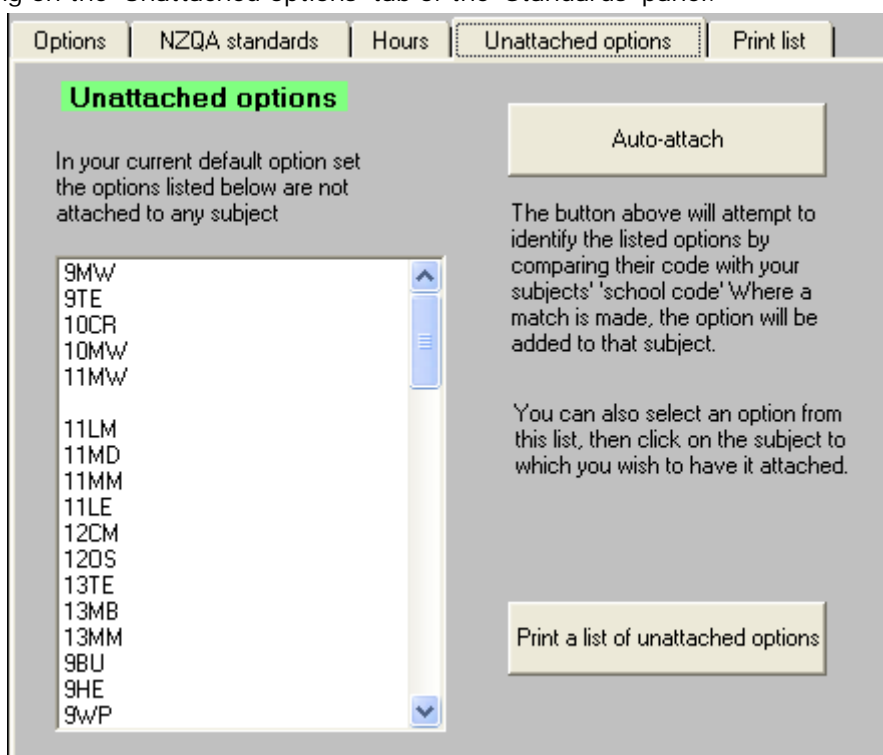 on the 'Unattached options' tab of the 'Standards' panel.
Options
NZQA standards
Hours
Unattached options
Print list
Unattached options
In your current default option set
the options listed below are not
attached to any subject
9MW
9TE
10CR
10MW
11MW
11LM
11MD
11MM
11LE
12CM
12OS
13TE
13MB
13MM
9BU
9HE
9WP
Auto-attach
The button above will attempt to
identify the listed options by
comparing their code with your
subjects' 'school code' Where a
match is made, the option will be
added to that subject.
You can also select an option from
this list, then click on the subject to
which you wish to have it attached.
Print a list of unattached options